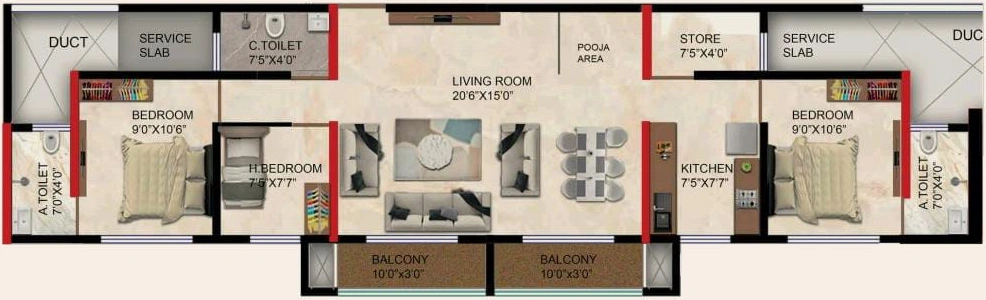 DUCT
SERVICE
SLAB
C.TOILET
7'5"X4'0"
LIVING ROOM
20'6"X15'0"
POOJA
AREA
STORE
7'5"X4'0"
SERVICE
SLAB
DUC
BEDROOM
9'0"X10'6"
H.BEDROOM
7'5"X7'7"
KITCHEN
7'5"X7'7"
BEDROOM
9'0"X10'6"
A.TOILET
7'0"X4'0"
A.TOILET
7'0"X4'0"
BALCONY
10'0"x3'0"
BALCONY
10'0"x3'0"